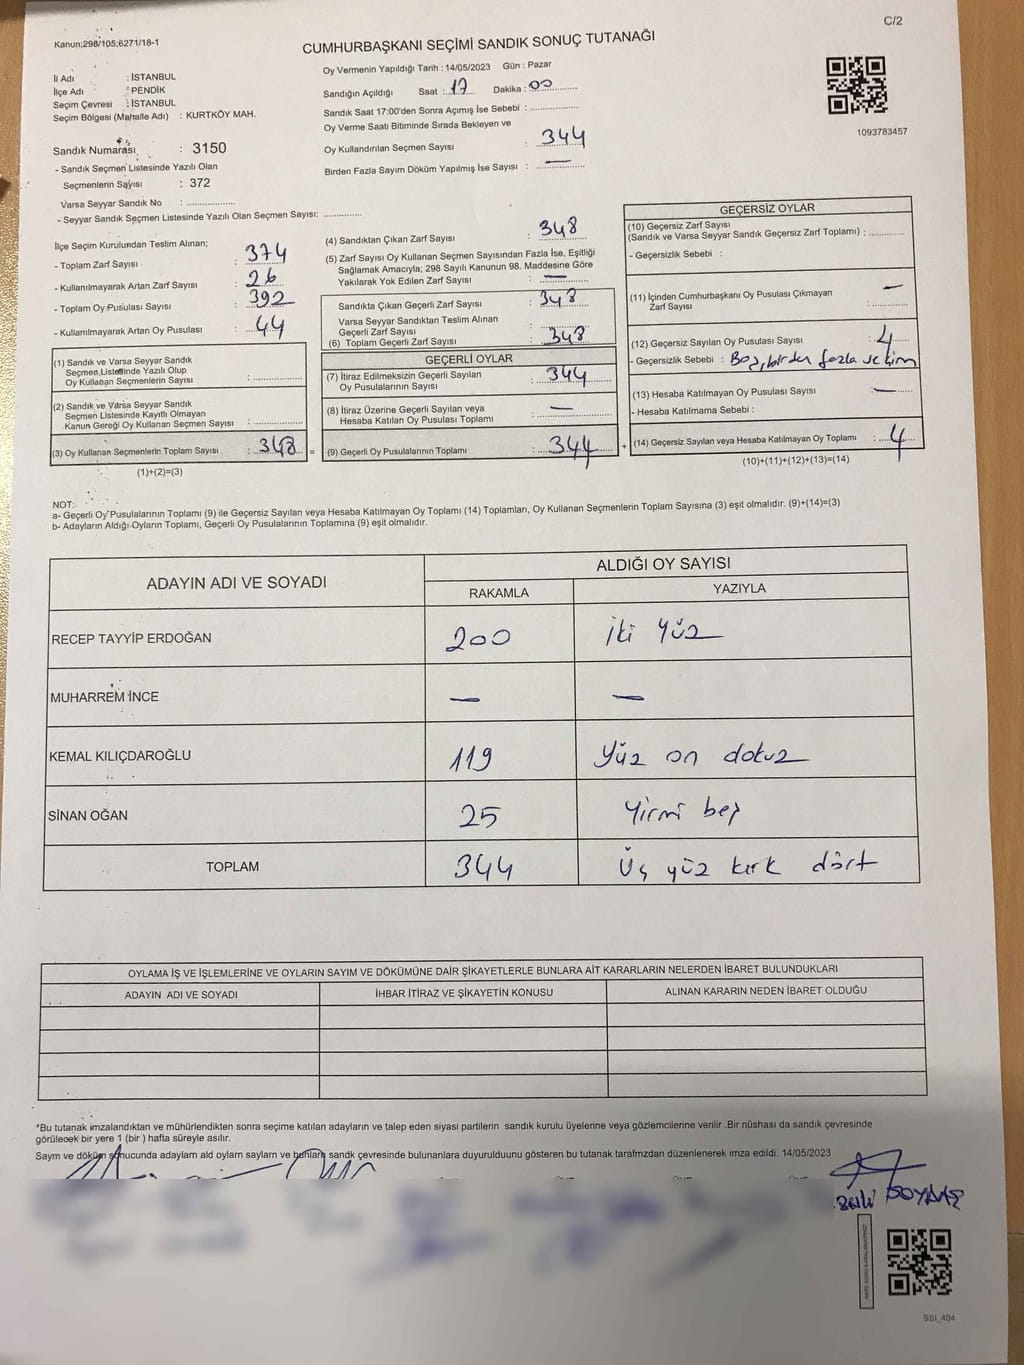 C/2
Kanun;298/105;6271/18-1
CUMHURBAŞKANI SEÇİMİ SANDIK SONUÇ TUTANAĞI
İl Adı : İSTANBUL
İlçe Adı : PENDİK
Seçim Çevresi : İSTANBUL
Seçim Bölgesi (Mahalle Adı) : KURTKÖY MAH.
Sandık Numarası : 3150
- Sandık Seçmen Listesinde Yazılı Olan
Seçmenlerin Sayısı : 372
Varsa Seyyar Sandık No : ................
- Seyyar Sandık Seçmen Listesinde Yazılı Olan Seçmen Sayısı: .............
Oy Vermenin Yapıldığı Tarih : 14/05/2023 Gün : Pazar
Sandığın Açıldığı Saat : 17 Dakika : 00
Sandık Saat 17:00'den Sonra Açımış İse Sebebi : ................
Oy Verme Saati Bitiminde Sırada Bekleyen ve
Oy Kullandırılan Seçmen Sayısı : 344
Birden Fazla Sayım Döküm Yapılmış İse Sayısı : —
1093783457
İlçe Seçim Kurulundan Teslim Alınan;
- Toplam Zarf Sayısı : 374
- Kullanılmayarak Artan Zarf Sayısı : 26
- Toplam Oy Pusulası Sayısı : 392
- Kullanılmayarak Artan Oy Pusulası : 44
(1) Sandık ve Varsa Seyyar Sandık
Seçmen Listesinde Yazılı Olup
Oy Kullanan Seçmenlerin Sayısı : ................
(2) Sandık ve Varsa Seyyar Sandık
Seçmen Listesinde Kayıtlı Olmayan
Kanun Gereği Oy Kullanan Seçmen Sayısı : ................
(3) Oy Kullanan Seçmenlerin Toplam Sayısı : 348 =
(1)+(2)=(3)
(4) Sandıktan Çıkan Zarf Sayısı : 348
(5) Zarf Sayısı Oy Kullanan Seçmen Sayısından Fazla İse, Eşitliği
Sağlamak Amacıyla; 298 Sayılı Kanunun 98. Maddesine Göre
Yakılarak Yok Edilen Zarf Sayısı : —
Sandıkta Çıkan Geçerli Zarf Sayısı : 348
Varsa Seyyar Sandıktan Teslim Alınan
Geçerli Zarf Sayısı :
(6) Toplam Geçerli Zarf Sayısı : 348
GEÇERLİ OYLAR
(7) İtiraz Edilmeksizin Geçerli Sayılan
Oy Pusulalarının Sayısı : 344
(8) İtiraz Üzerine Geçerli Sayılan veya
Hesaba Katılan Oy Pusulası Toplamı : —
(9) Geçerli Oy Pusulalarının Toplamı : 344 +
GEÇERSİZ OYLAR
(10) Geçersiz Zarf Sayısı
(Sandık ve Varsa Seyyar Sandık Geçersiz Zarf Toplamı) : ..........
- Geçersizlik Sebebi :
(11) İçinden Cumhurbaşkanı Oy Pusulası Çıkmayan —
Zarf Sayısı : ..........
(12) Geçersiz Sayılan Oy Pusulası Sayısı : 4
- Geçersizlik Sebebi : Boş, birden fazla seçim
(13) Hesaba Katılmayan Oy Pusulası Sayısı : —
- Hesaba Katılmama Sebebi :
(14) Geçersiz Sayılan veya Hesaba Katılmayan Oy Toplamı : 4
(10)+(11)+(12)+(13)=(14)
NOT:
a- Geçerli Oy Pusulalarının Toplamı (9) ile Geçersiz Sayılan veya Hesaba Katılmayan Oy Toplamı (14) Toplamları, Oy Kullanan Seçmenlerin Toplam Sayısına (3) eşit olmalıdır. (9)+(14)=(3)
b- Adayların Aldığı Oyların Toplamı, Geçerli Oy Pusulalarının Toplamına (9) eşit olmalıdır.
ADAYIN ADI VE SOYADI ALDIĞI OY SAYISI
RAKAMLA YAZIYLA
RECEP TAYYİP ERDOĞAN 200 iki yüz
MUHARREM İNCE — —
KEMAL KILIÇDAROĞLU 119 Yüz on dokuz
SİNAN OĞAN 25 Yirmi beş
TOPLAM 344 Üç yüz kırk dört
OYLAMA İŞ VE İŞLEMLERİNE VE OYLARIN SAYIM VE DÖKÜMÜNE DAİR ŞİKAYETLERLE BUNLARA AİT KARARLARIN NELERDEN İBARET BULUNDUKLARI
ADAYIN ADI VE SOYADI İHBAR İTİRAZ VE ŞİKAYETİN KONUSU ALINAN KARARIN NEDEN İBARET OLDUĞU
*Bu tutanak imzalandıktan ve mühürlendikten sonra seçime katılan adayların ve talep eden siyasi partilerin sandık kurulu üyelerine veya gözlemcilerine verilir .Bir nüshası da sandık çevresinde
görülecek bir yere 1 (bir ) hafta süreyle asılır.
Sayım ve döküm sonucunda adayların ald oyların sayların ve bunların sandk çevresinde bulunanlara duyurulduunu gösteren bu tutanak tarafmzdan düzenlenerek imza edildi. 14/05/2023
SOYDAŞ
SSI_404